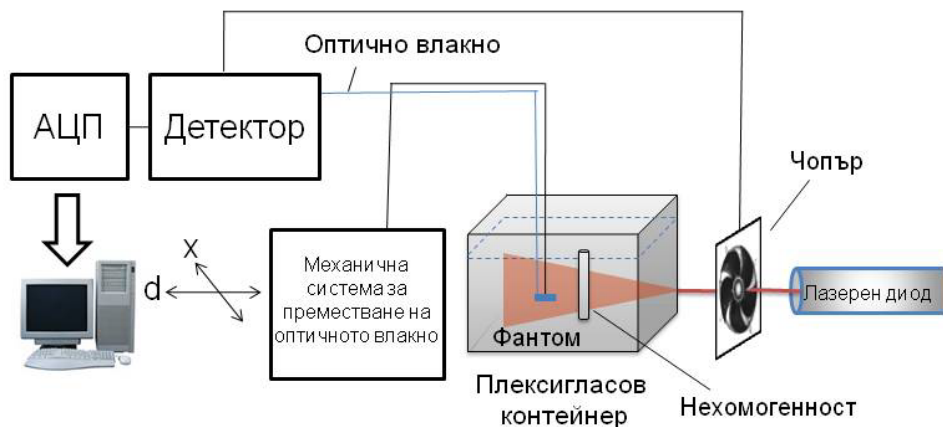 Оптично влакно
АЦП
Детектор
Чопър
X
d
Механична
система за
преместване на
оптичното влакно
Лазерен диод
Фантом
Плексигласов
контейнер
Нехомогенност